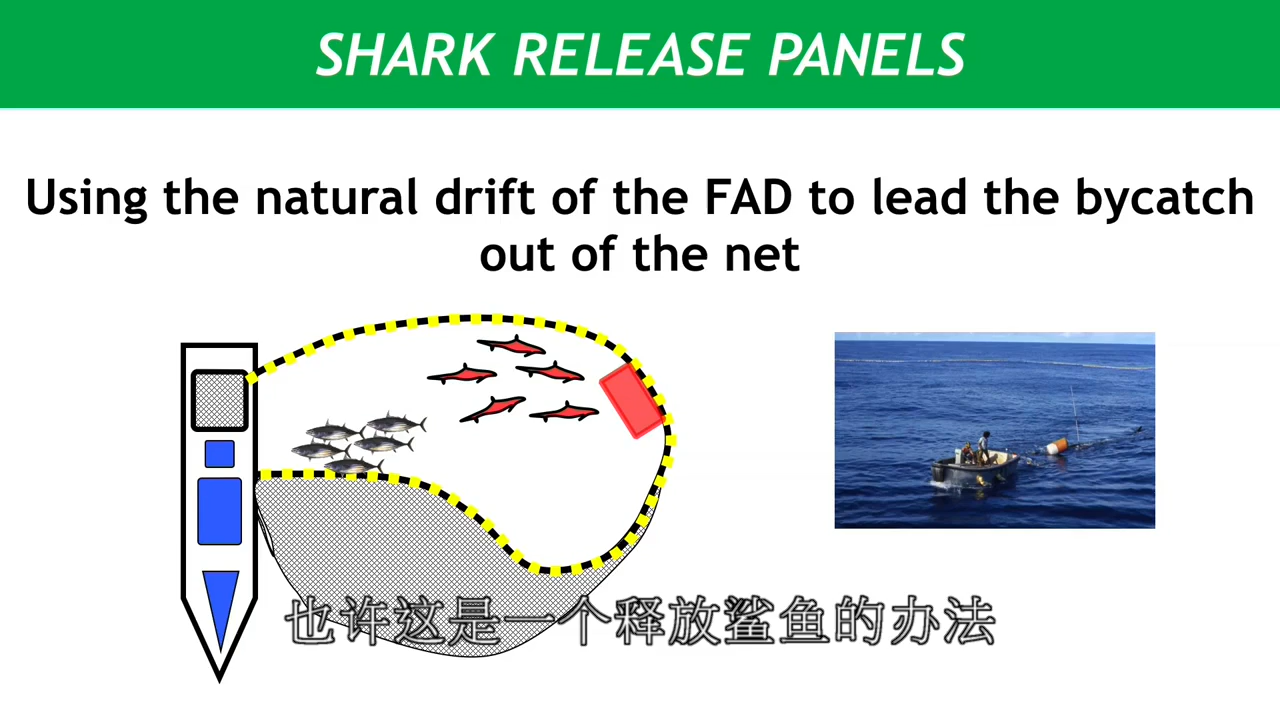 SHARK RELEASE PANELS
Using the natural drift of the FAD to lead the bycatch
out of the net
也许这是一个释放鲨鱼的办法